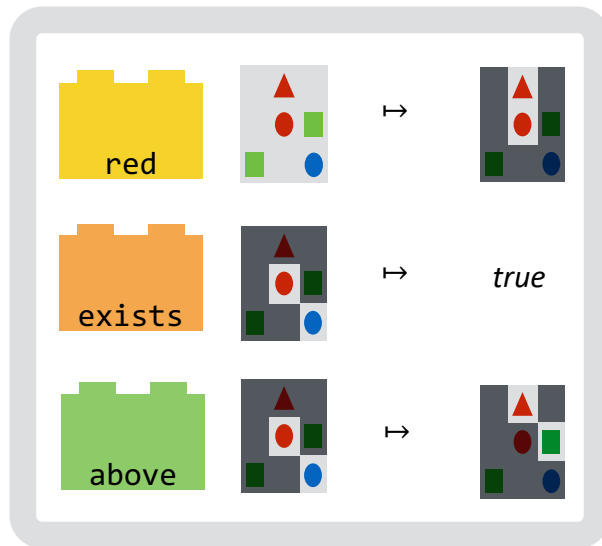 red ↦
exists ↦ true
above ↦